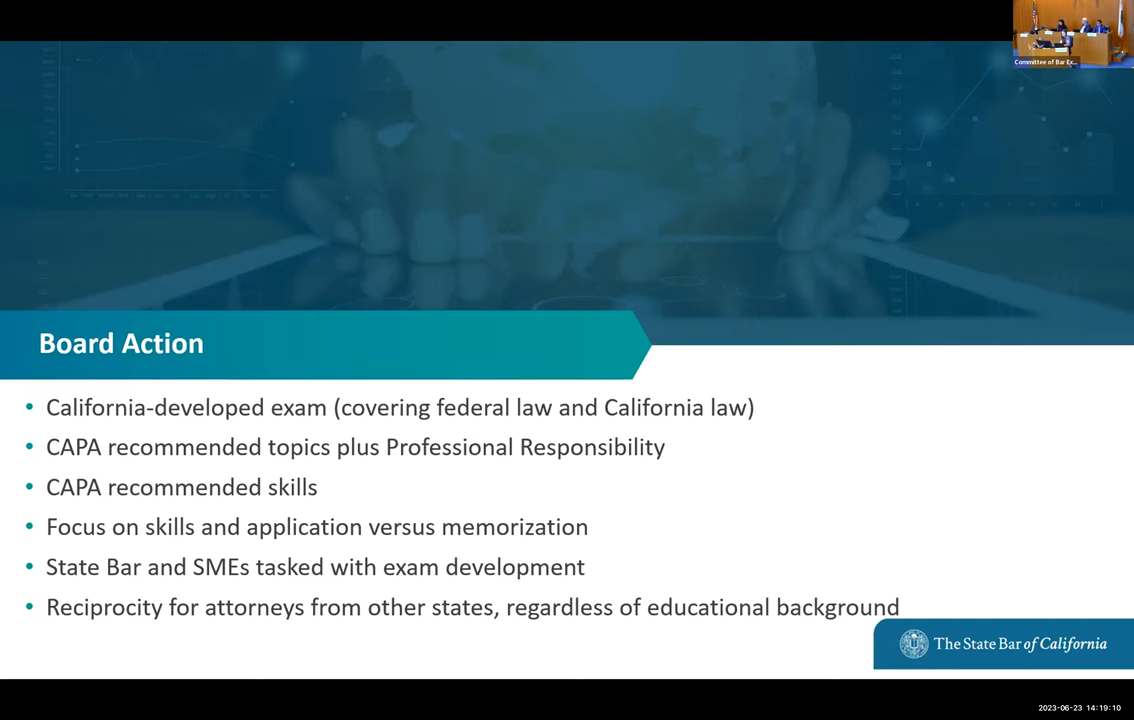 Committee of Bar Ex...
Board Action
• California-developed exam (covering federal law and California law)
• CAPA recommended topics plus Professional Responsibility
• CAPA recommended skills
• Focus on skills and application versus memorization
• State Bar and SMEs tasked with exam development
• Reciprocity for attorneys from other states, regardless of educational background
The State Bar of California
2023-06-23 14:19:10